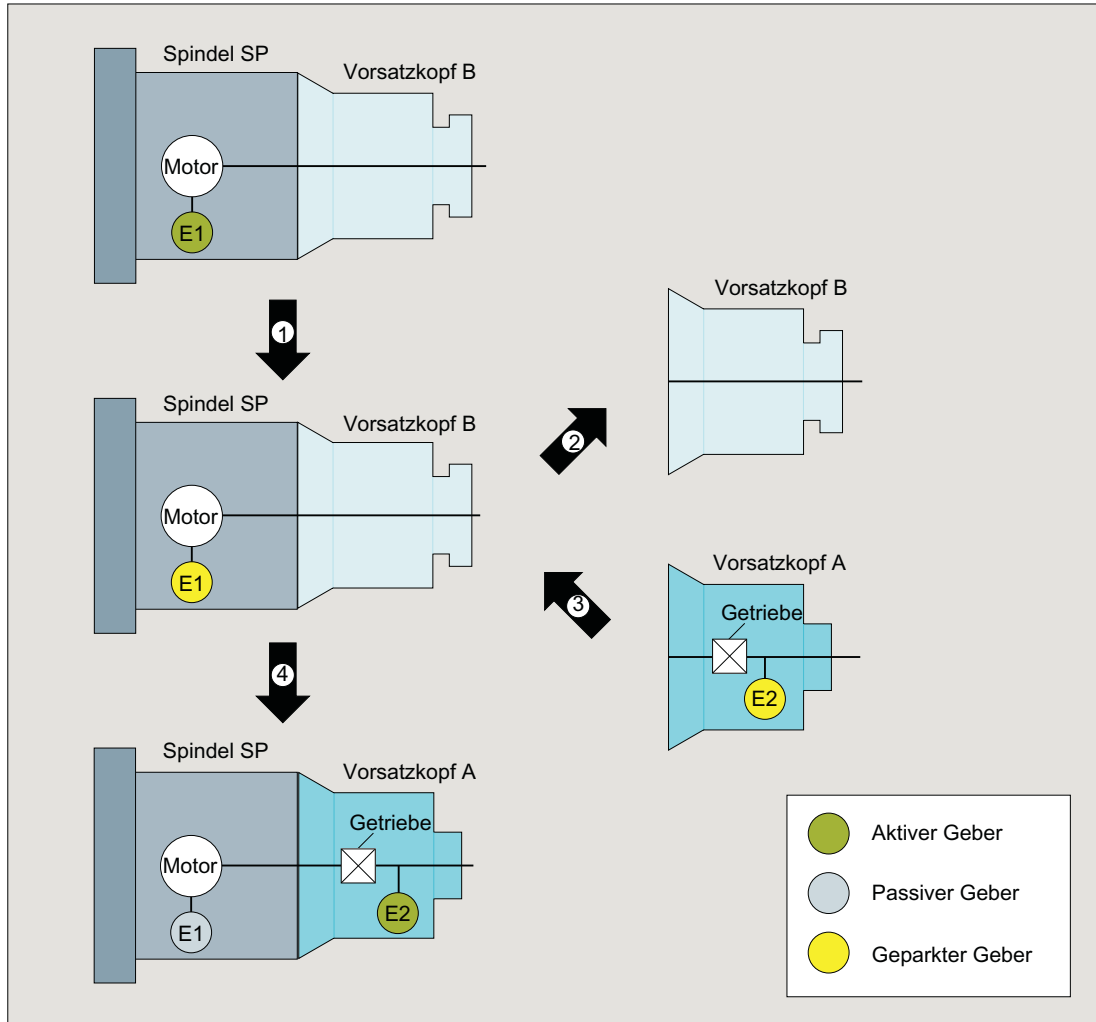 Spindel SP
Vorsatzkopf B
Motor
E1
1
Vorsatzkopf B
Spindel SP
Vorsatzkopf B
2
Motor
E1
Vorsatzkopf A
3
Getriebe
E2
4
Spindel SP
Vorsatzkopf A
Getriebe
Motor
E1
E2
Aktiver Geber
Passiver Geber
Geparkter Geber